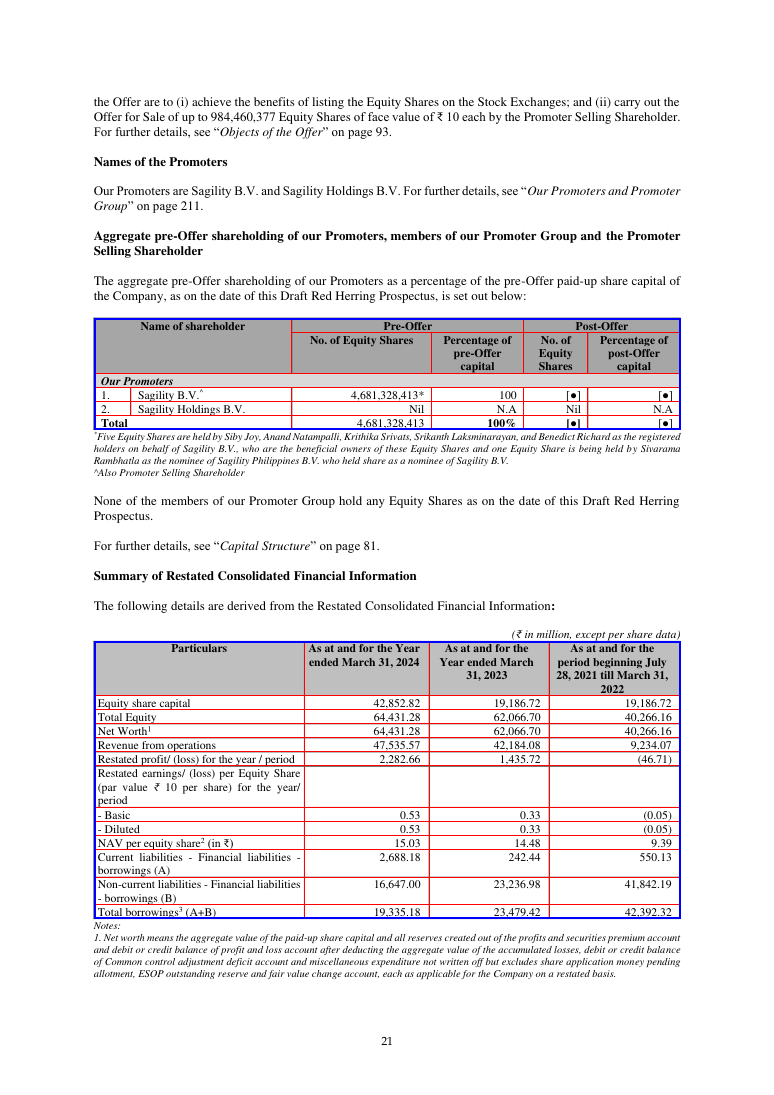 the Offer are to (i) achieve the benefits of listing the Equity Shares on the Stock Exchanges; and (ii) carry out the
Offer for Sale of up to 984,460,377 Equity Shares of face value of ₹ 10 each by the Promoter Selling Shareholder.
For further details, see “Objects of the Offer” on page 93.
Names of the Promoters
Our Promoters are Sagility B.V. and Sagility Holdings B.V. For further details, see “Our Promoters and Promoter
Group” on page 211.
Aggregate pre-Offer shareholding of our Promoters, members of our Promoter Group and the Promoter
Selling Shareholder
The aggregate pre-Offer shareholding of our Promoters as a percentage of the pre-Offer paid-up share capital of
the Company, as on the date of this Draft Red Herring Prospectus, is set out below:
Name of shareholder Pre-Offer Post-Offer
No. of Equity Shares Percentage of pre-Offer capital No. of Equity Shares Percentage of post-Offer capital
Our Promoters
1. Sagility B.V.^ 4,681,328,413* 100 [●] [●]
2. Sagility Holdings B.V. Nil N.A Nil N.A
Total 4,681,328,413 100% [●] [●]
*Five Equity Shares are held by Siby Joy, Anand Natampalli, Krithika Srivats, Srikanth Laksminarayan, and Benedict Richard as the registered
holders on behalf of Sagility B.V., who are the beneficial owners of these Equity Shares and one Equity Share is being held by Sivarama
Rambhatla as the nominee of Sagility Philippines B.V. who held share as a nominee of Sagility B.V.
^Also Promoter Selling Shareholder
None of the members of our Promoter Group hold any Equity Shares as on the date of this Draft Red Herring
Prospectus.
For further details, see “Capital Structure” on page 81.
Summary of Restated Consolidated Financial Information
The following details are derived from the Restated Consolidated Financial Information:
(₹ in million, except per share data)
Particulars As at and for the Year ended March 31, 2024 As at and for the Year ended March 31, 2023 As at and for the period beginning July 28, 2021 till March 31, 2022
Equity share capital 42,852.82 19,186.72 19,186.72
Total Equity 64,431.28 62,066.70 40,266.16
Net Worth1 64,431.28 62,066.70 40,266.16
Revenue from operations 47,535.57 42,184.08 9,234.07
Restated profit/ (loss) for the year / period 2,282.66 1,435.72 (46.71)
Restated earnings/ (loss) per Equity Share
(par value ₹ 10 per share) for the year/
period
- Basic 0.53 0.33 (0.05)
- Diluted 0.53 0.33 (0.05)
NAV per equity share2 (in ₹) 15.03 14.48 9.39
Current liabilities - Financial liabilities - borrowings (A) 2,688.18 242.44 550.13
Non-current liabilities - Financial liabilities - borrowings (B) 16,647.00 23,236.98 41,842.19
Total borrowings3 (A+B) 19,335.18 23,479.42 42,392.32
Notes:
1. Net worth means the aggregate value of the paid-up share capital and all reserves created out of the profits and securities premium account
and debit or credit balance of profit and loss account after deducting the aggregate value of the accumulated losses, debit or credit balance
of Common control adjustment deficit account and miscellaneous expenditure not written off but excludes share application money pending
allotment, ESOP outstanding reserve and fair value change account, each as applicable for the Company on a restated basis.
21